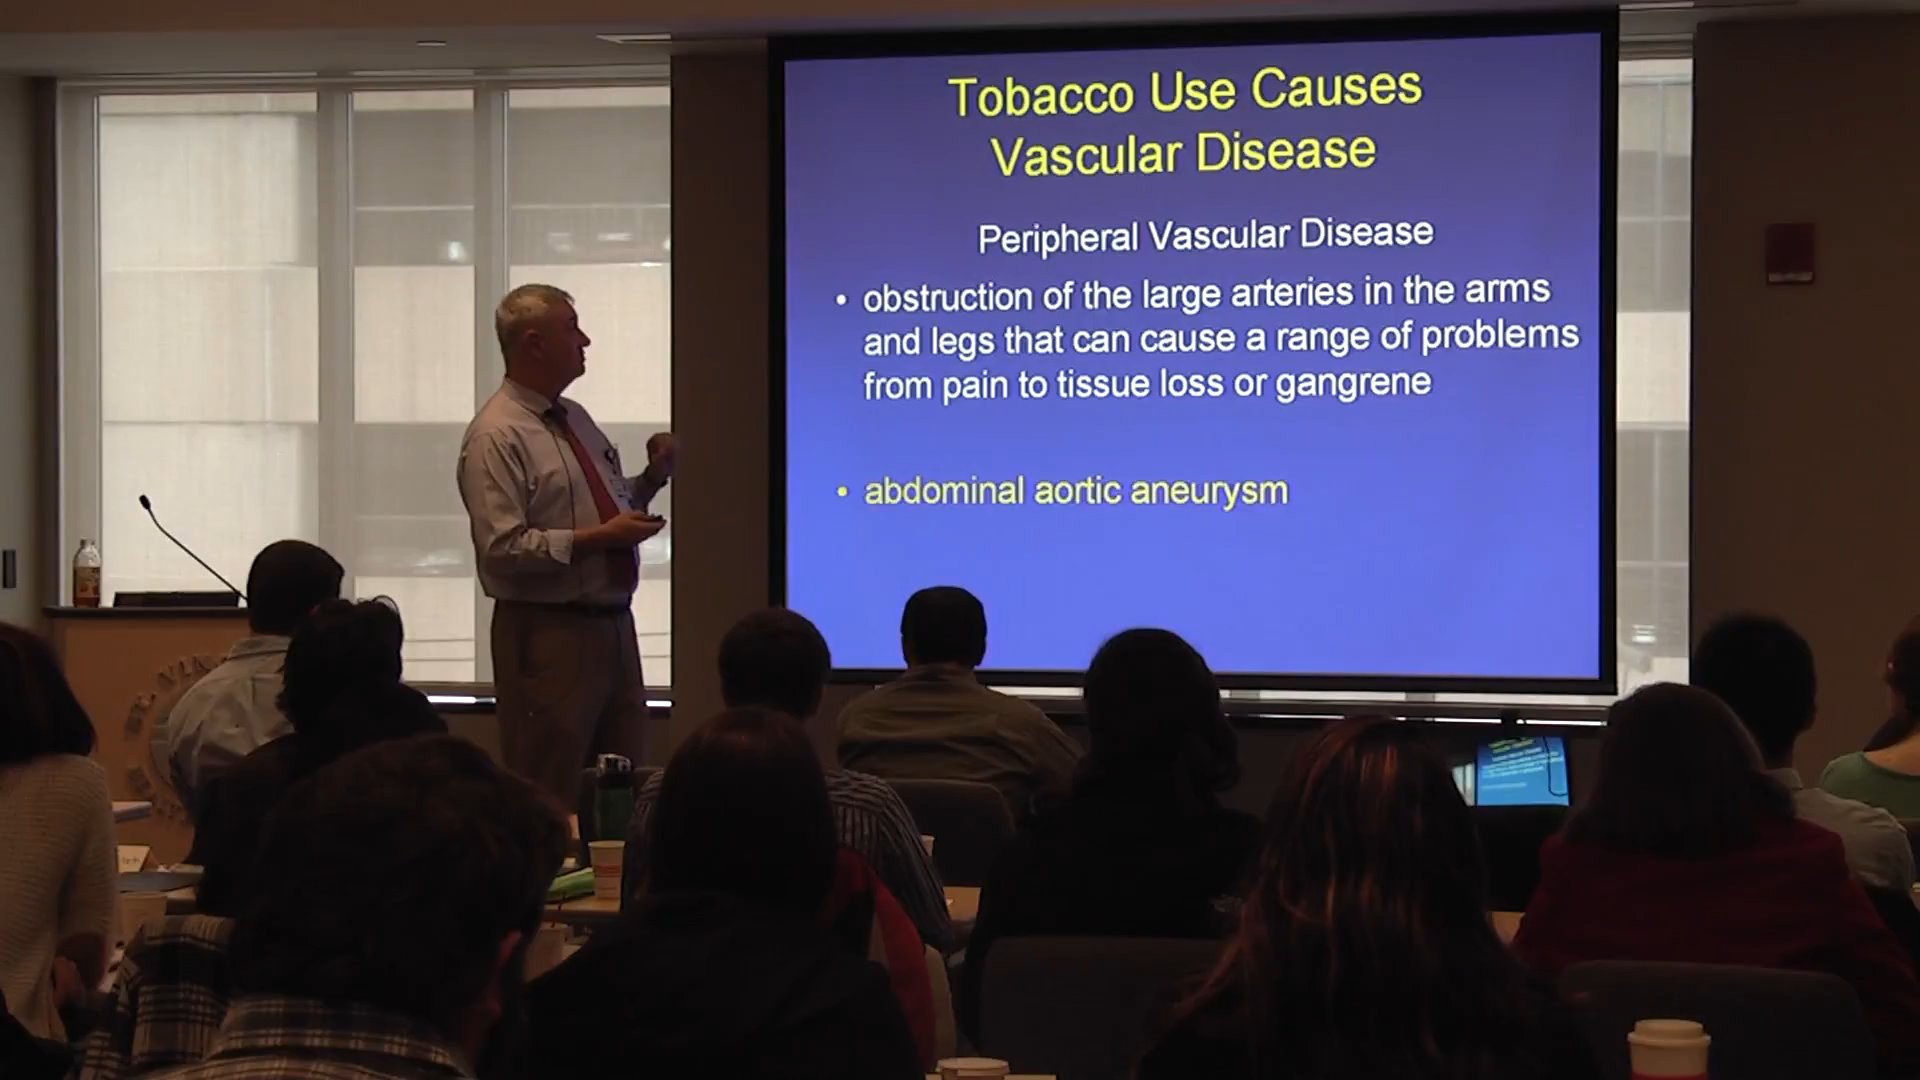 Tobacco Use Causes
Vascular Disease
Peripheral Vascular Disease
• obstruction of the large arteries in the arms
and legs that can cause a range of problems
from pain to tissue loss or gangrene
• abdominal aortic aneurysm